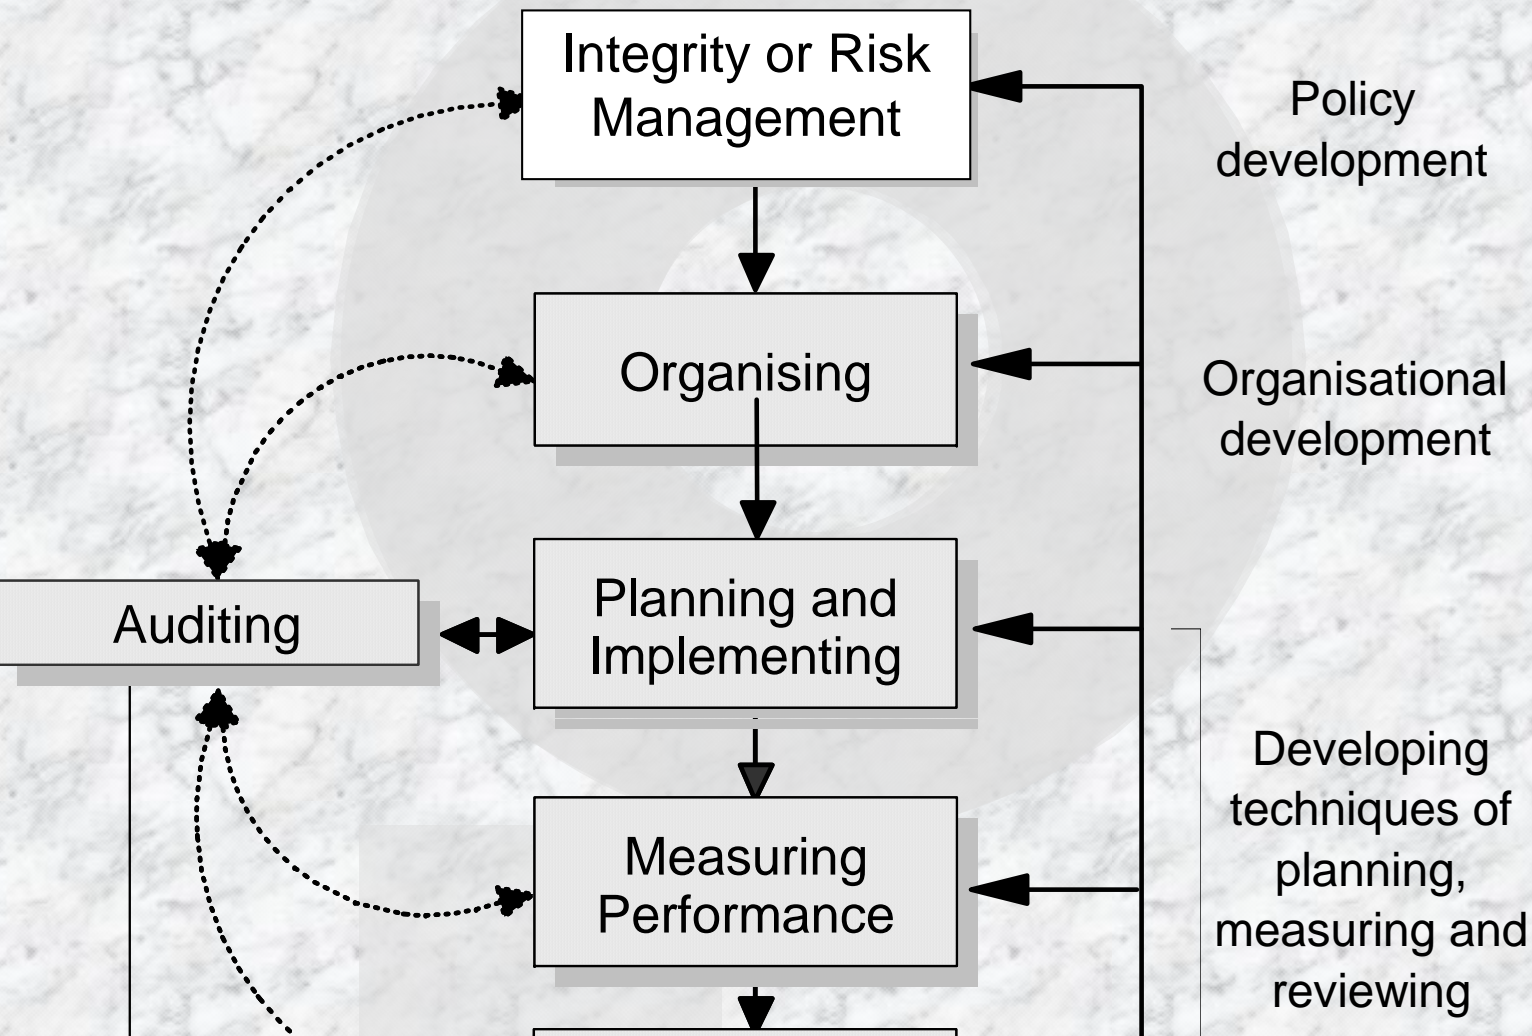 Integrity or Risk
Management
Policy
development
Organising
Organisational
development
Auditing
Planning and
Implementing
Measuring
Performance
Developing
techniques of
planning,
measuring and
reviewing